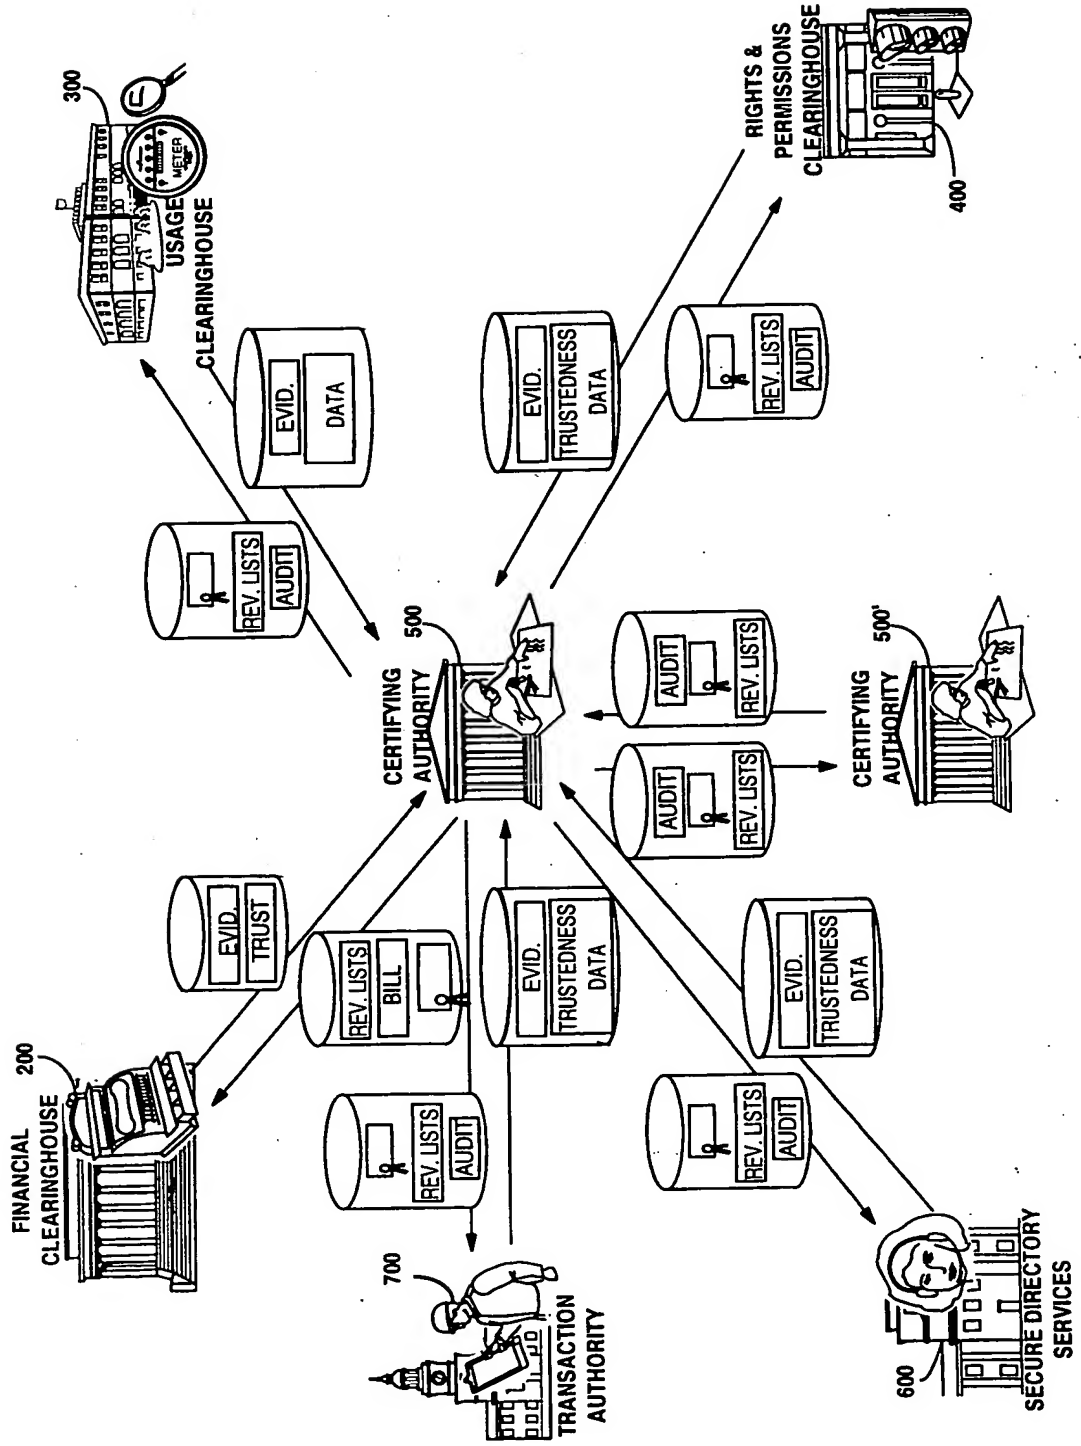 FINANCIAL
CLEARINGHOUSE
200
EVID.
TRUST
REV. LISTS
BILL
USAGE
CLEARINGHOUSE
300
METER
REV. LISTS
AUDIT
EVID.
DATA
TRANSACTION
AUTHORITY
700
REV. LISTS
AUDIT
EVID.
TRUSTEDNESS
DATA
CERTIFYING
AUTHORITY
500
EVID.
TRUSTEDNESS
DATA
REV. LISTS
AUDIT
RIGHTS &
PERMISSIONS
CLEARINGHOUSE
400
SECURE DIRECTORY
SERVICES
600
REV. LISTS
AUDIT
EVID.
TRUSTEDNESS
DATA
AUDIT
REV. LISTS
AUDIT
REV. LISTS
CERTIFYING
AUTHORITY
500'